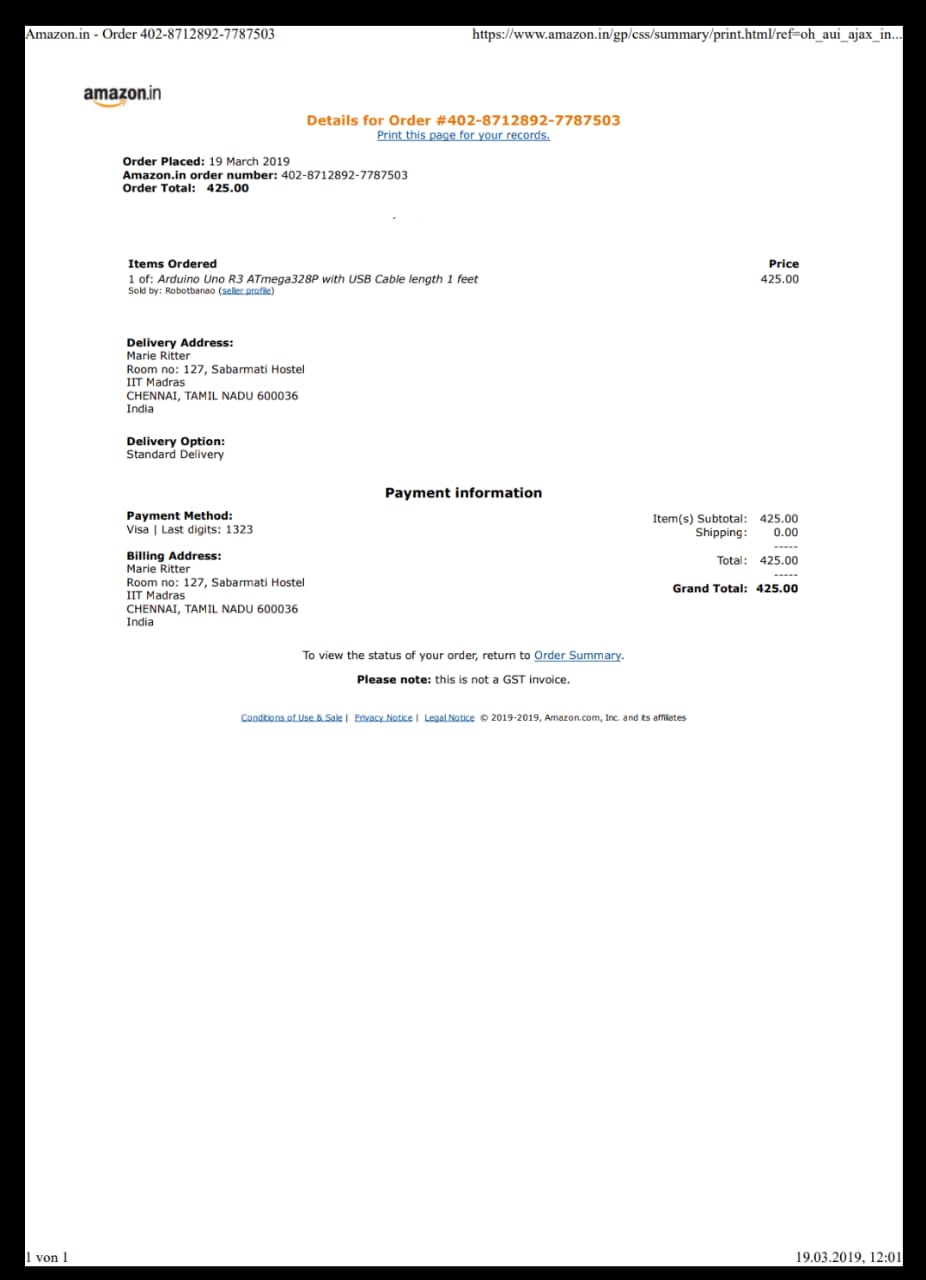 Amazon.in - Order 402-8712892-7787503 https://www.amazon.in/gp/css/summary/print.html/ref=oh_aui_ajax_in...
amazon.in
Details for Order #402-8712892-7787503
Print this page for your records.
Order Placed: 19 March 2019
Amazon.in order number: 402-8712892-7787503
Order Total: 425.00
Items Ordered Price
1 of: Arduino Uno R3 ATmega328P with USB Cable length 1 feet 425.00
Sold by: Robotbanao (seller profile)
Delivery Address:
Marie Ritter
Room no: 127, Sabarmati Hostel
IIT Madras
CHENNAI, TAMIL NADU 600036
India
Delivery Option:
Standard Delivery
Payment information
Payment Method:
Visa | Last digits: 1323
Billing Address:
Marie Ritter
Room no: 127, Sabarmati Hostel
IIT Madras
CHENNAI, TAMIL NADU 600036
India
Item(s) Subtotal: 425.00
Shipping: 0.00
-----
Total: 425.00
-----
Grand Total: 425.00
To view the status of your order, return to Order Summary.
Please note: this is not a GST invoice.
Conditions of Use & Sale | Privacy Notice | Legal Notice © 2019-2019, Amazon.com, Inc. and its affiliates
1 von 1 19.03.2019, 12:01